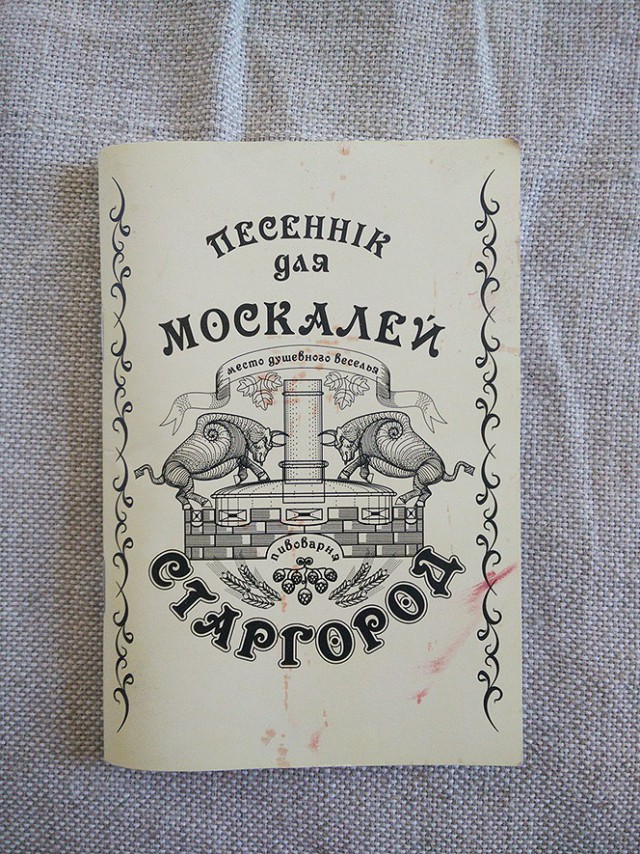 ПЕСЕННІК
для
МОСКАЛЕЙ
место душевного веселья
пивоварня
СТАРГОРОД